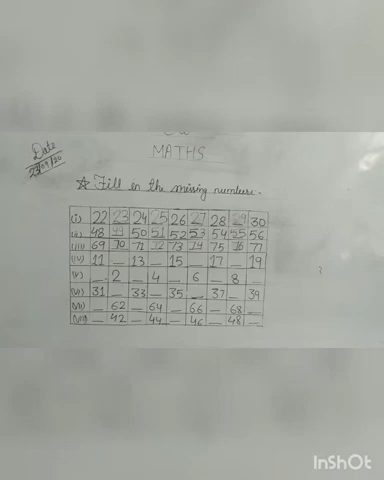 Date
23/09/20
MATHS
☆ Fill in the missing numbers.
(i) 22 23 24 25 26 27 28 29 30
(ii) 48 49 50 51 52 53 54 55 56
(iii) 69 70 71 72 73 74 75 76 77
(iv) 11 _ 13 _ 15 _ 17 _ 19
(v) _ 2 _ 4 _ 6 _ 8 _
(vi) 31 _ 33 _ 35 _ 37 _ 39
(vii) _ 62 _ 64 _ 66 _ 68 _
(viii) _ 42 _ 44 _ 46 _ 48 _
InShOt